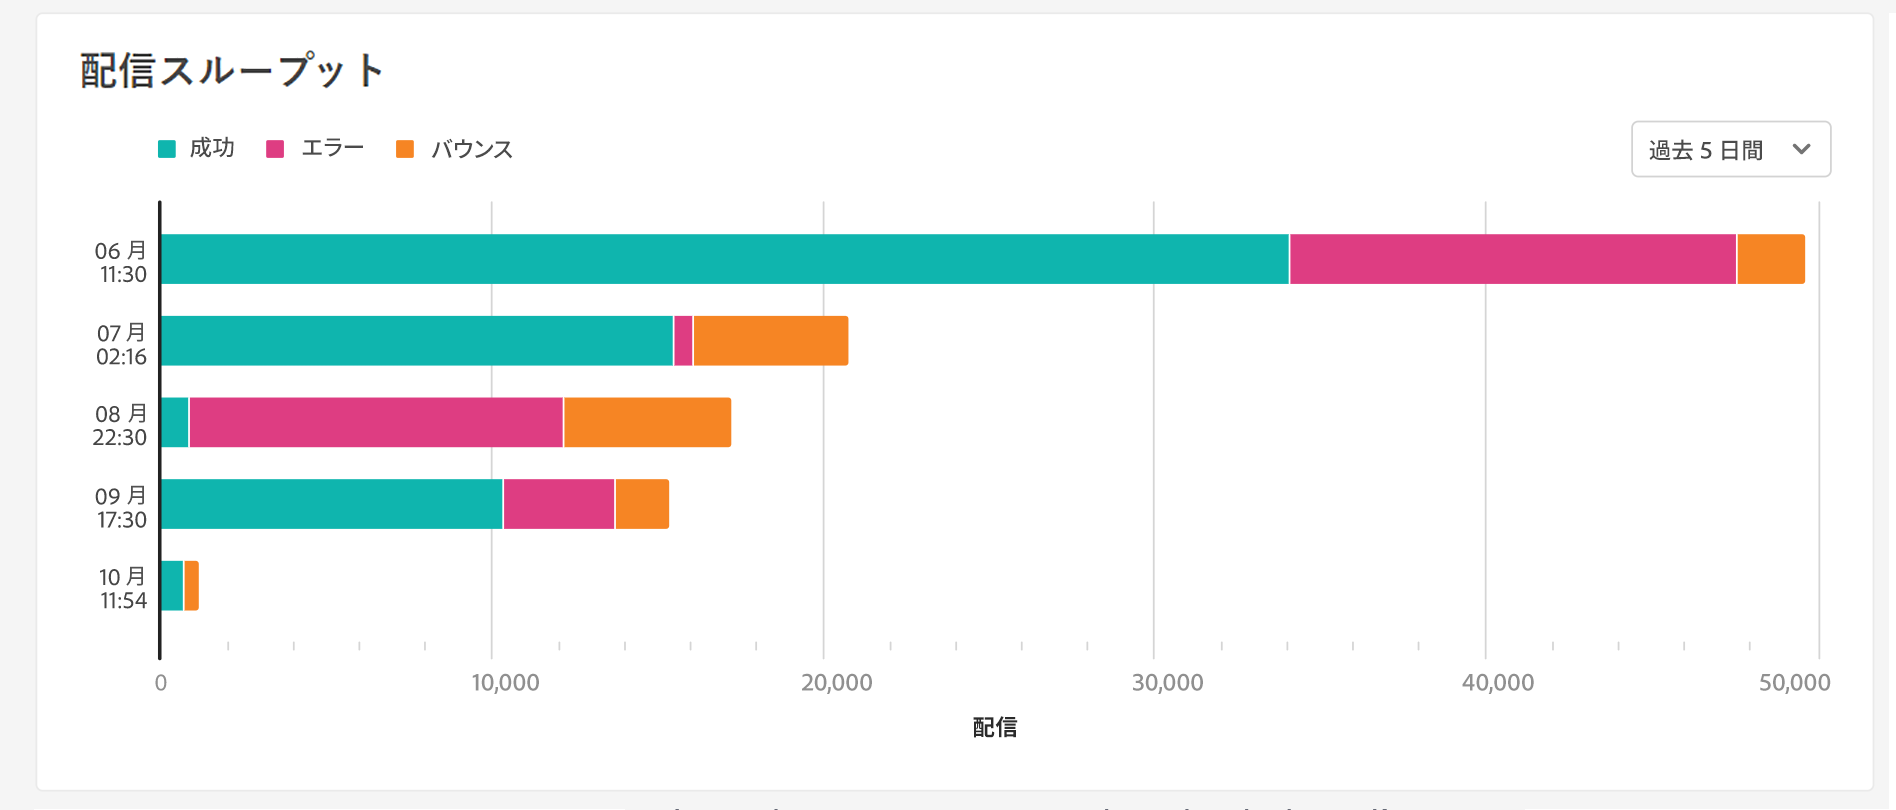 配信スループット
成功 エラー バウンス
過去 5 日間
06 月
11:30
07 月
02:16
08 月
22:30
09 月
17:30
10 月
11:54
0 10,000 20,000 30,000 40,000 50,000
配信